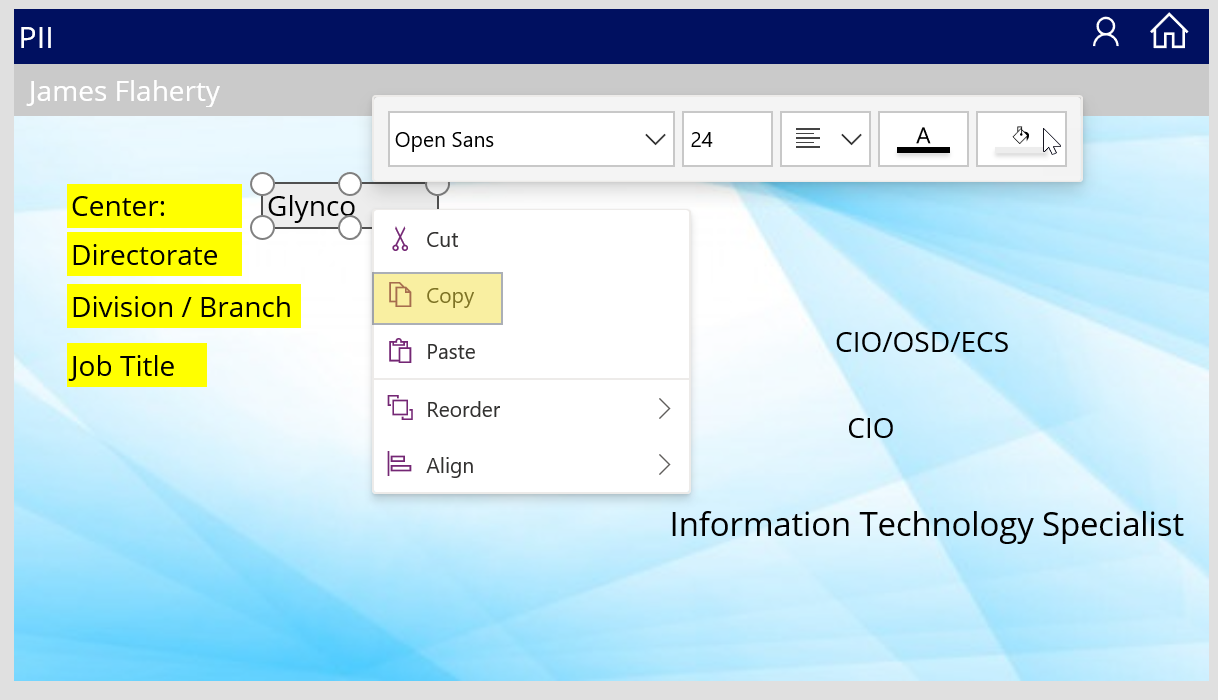 PII
James Flaherty
Open Sans
24
A
Center:
Glynco
Directorate
Division / Branch
Job Title
Cut
Copy
Paste
Reorder
Align
CIO/OSD/ECS
CIO
Information Technology Specialist